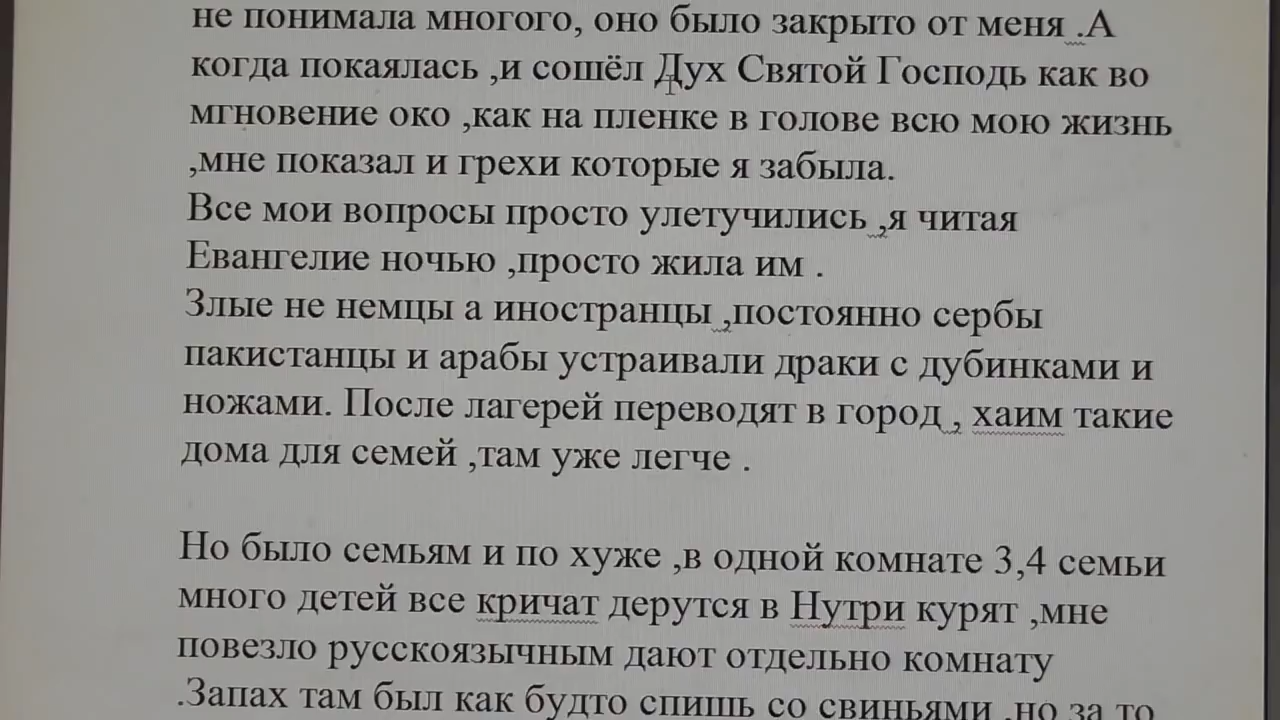 не понимала многого, оно было закрыто от меня .А
когда покаялась ,и сошёл Дух Святой Господь как во
мгновение око ,как на пленке в голове всю мою жизнь
,мне показал и грехи которые я забыла.
Все мои вопросы просто улетучились ,я читая
Евангелие ночью ,просто жила им .
Злые не немцы а иностранцы ,постоянно сербы
пакистанцы и арабы устраивали драки с дубинками и
ножами. После лагерей переводят в город , хаим такие
дома для семей ,там уже легче .
Но было семьям и по хуже ,в одной комнате 3,4 семьи
много детей все кричат дерутся в Нутри курят ,мне
повезло русскоязычным дают отдельно комнату
.Запах там был как будто спишь со свиньями ,но за то